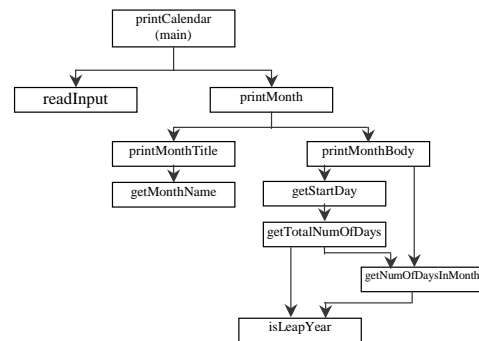 printCalendar
(main)
readInput
printMonth
printMonthTitle
printMonthBody
getMonthName
getStartDay
getTotalNumOfDays
getNumOfDaysInMonth
isLeapYear